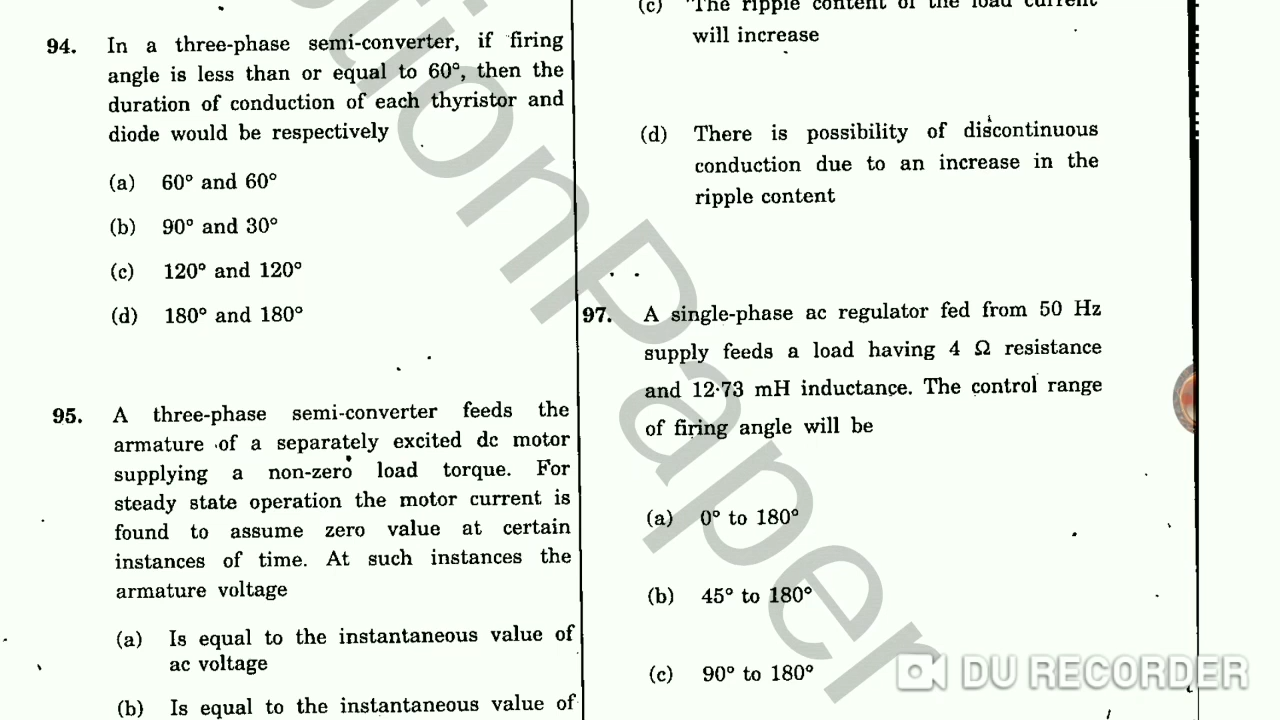 94. In a three-phase semi-converter, if firing
angle is less than or equal to 60°, then the
duration of conduction of each thyristor and
diode would be respectively
(a) 60° and 60°
(b) 90° and 30°
(c) 120° and 120°
(d) 180° and 180°
95. A three-phase semi-converter feeds the
armature of a separately excited dc motor
supplying a non-zero load torque. For
steady state operation the motor current is
found to assume zero value at certain
instances of time. At such instances the
armature voltage
(a) Is equal to the instantaneous value of
ac voltage
(b) Is equal to the instantaneous value of
(c) The ripple content of the load current
will increase
(d) There is possibility of discontinuous
conduction due to an increase in the
ripple content
97. A single-phase ac regulator fed from 50 Hz
supply feeds a load having 4 Ω resistance
and 12·73 mH inductance. The control range
of firing angle will be
(a) 0° to 180°
(b) 45° to 180°
(c) 90° to 180°
DU RECORDER